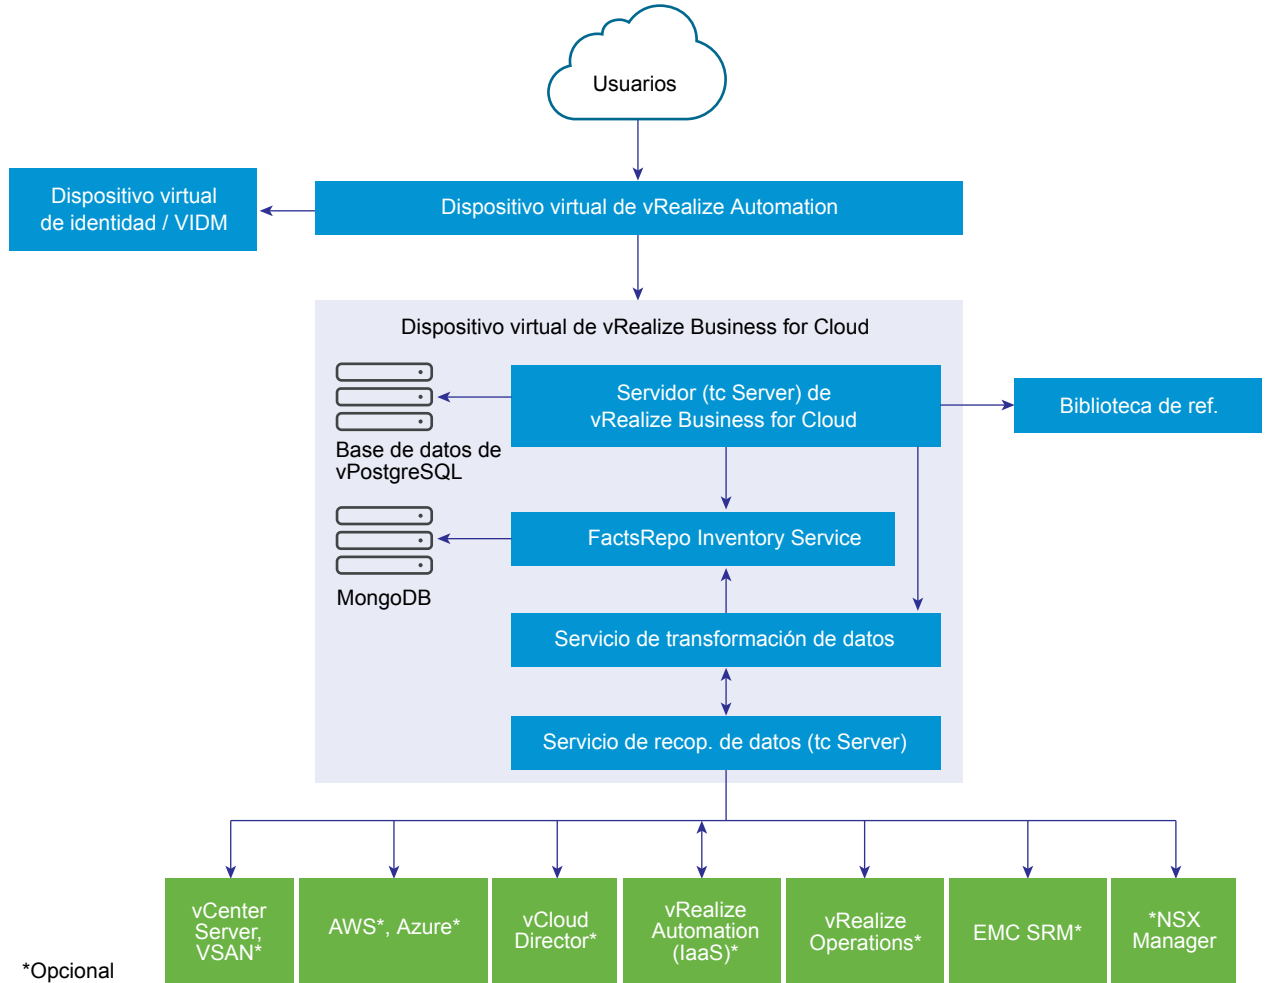 Usuarios
Dispositivo virtual
de identidad / VIDM
Dispositivo virtual de vRealize Automation
Dispositivo virtual de vRealize Business for Cloud
Servidor (tc Server) de
vRealize Business for Cloud
Biblioteca de ref.
Base de datos de
vPostgreSQL
FactsRepo Inventory Service
MongoDB
Servicio de transformación de datos
Servicio de recop. de datos (tc Server)
vCenter
Server,
VSAN*
AWS*, Azure*
vCloud
Director*
vRealize
Automation
(IaaS)*
vRealize
Operations*
EMC SRM*
*NSX
Manager
*Opcional